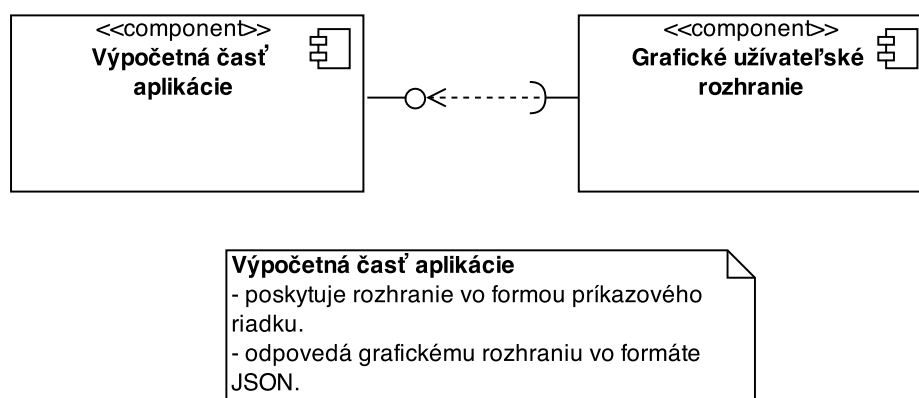 <<component>>
Výpočetná časť
aplikácie
<<component>>
Grafické užívateľské
rozhranie
Výpočetná časť aplikácie
- poskytuje rozhranie vo formou príkazového
riadku.
- odpovedá grafickému rozhraniu vo formáte
JSON.